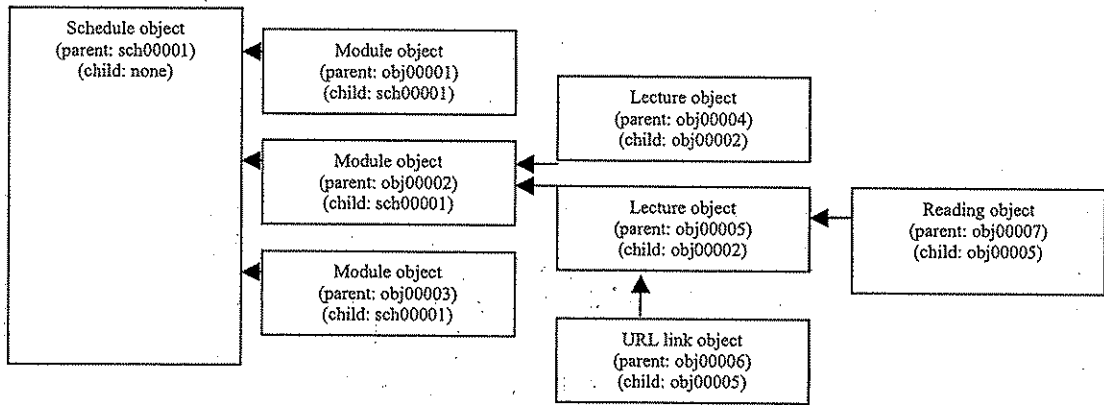 Schedule object
(parent: sch00001)
(child: none)
Module object
(parent: obj00001)
(child: sch00001)
Module object
(parent: obj00002)
(child: sch00001)
Module object
(parent: obj00003)
(child: sch00001)
Lecture object
(parent: obj00004)
(child: obj00002)
Lecture object
(parent: obj00005)
(child: obj00002)
URL link object
(parent: obj00006)
(child: obj00005)
Reading object
(parent: obj00007)
(child: obj00005)